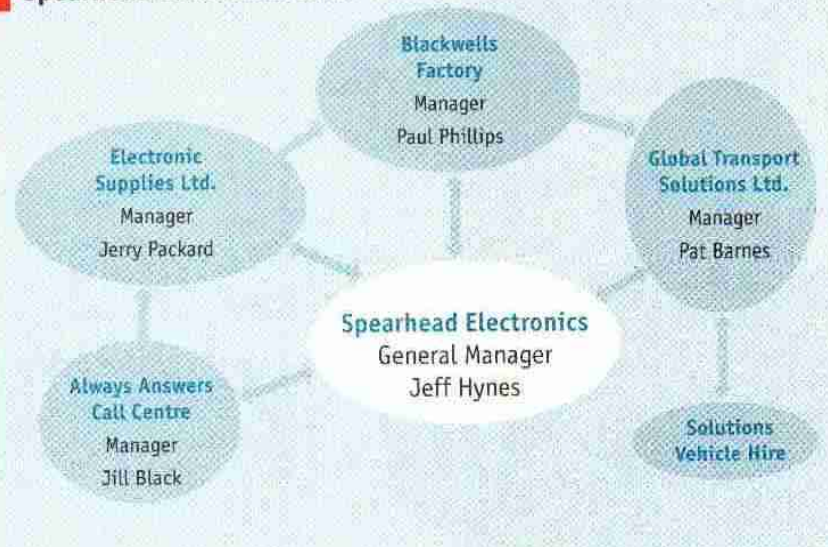 Blackwells
Factory
Manager
Paul Phillips
Electronic
Supplies Ltd.
Manager
Jerry Packard
Global Transport
Solutions Ltd.
Manager
Pat Barnes
Spearhead Electronics
General Manager
Jeff Hynes
Always Answers
Call Centre
Manager
Jill Black
Solutions
Vehicle Hire